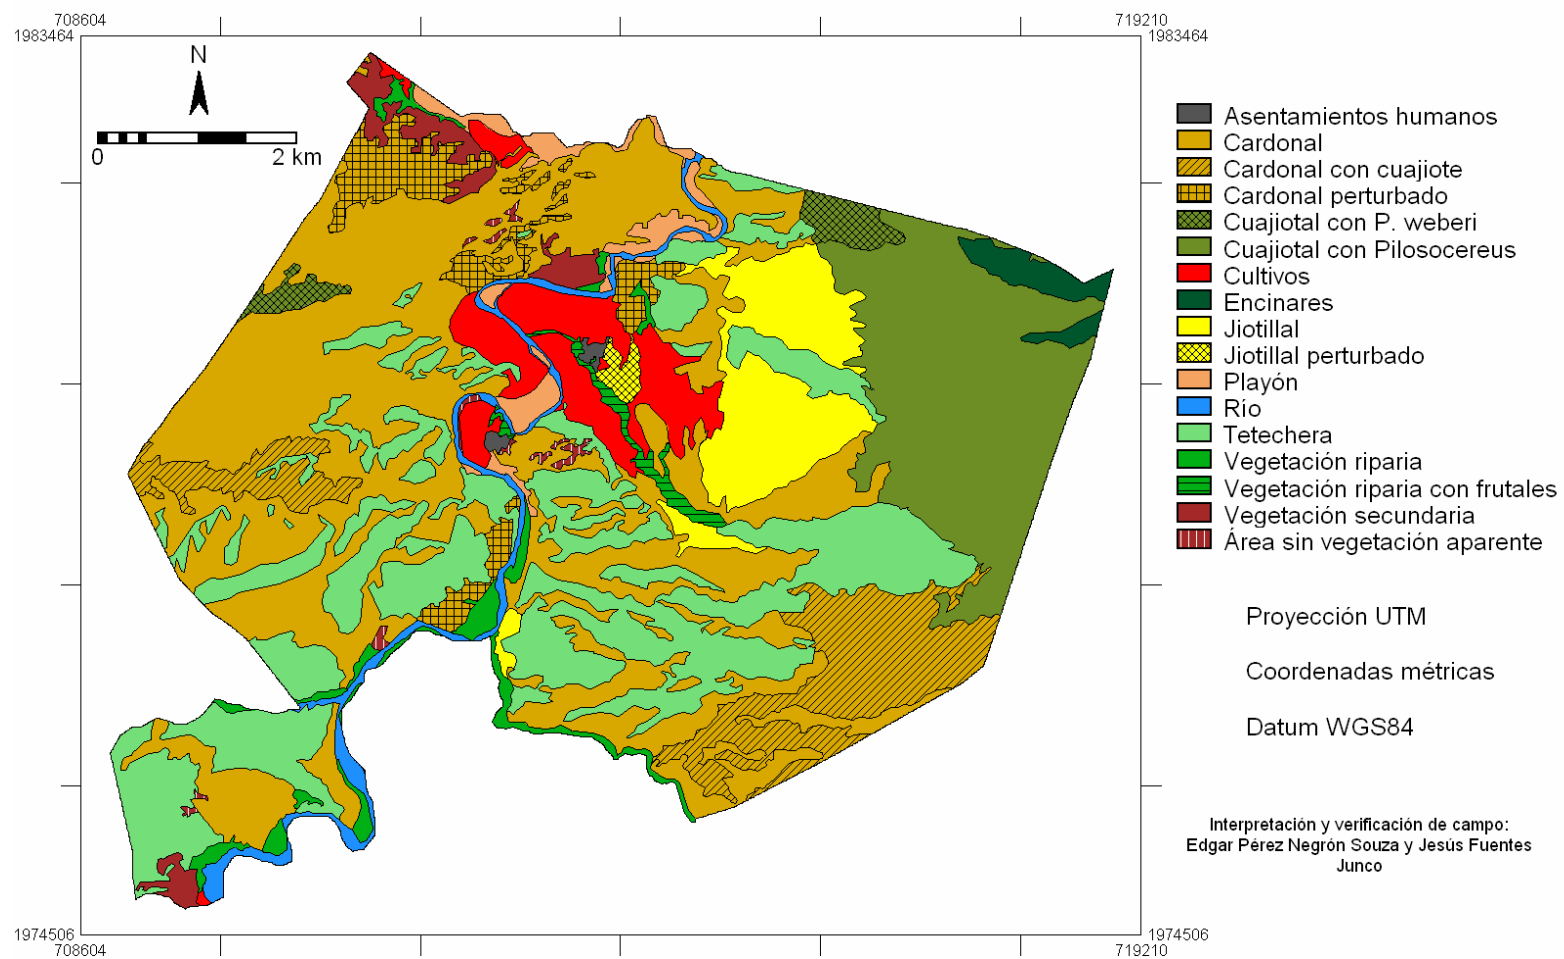 708604
719210
1983464
1983464
N
0
2 km
Asentamientos humanos
Cardonal
Cardonal con cuajiote
Cardonal perturbado
Cuajiotal con P. weberi
Cuajiotal con Pilosocereus
Cultivos
Encinares
Jiotillal
Jiotillal perturbado
Playón
Río
Tetechera
Vegetación riparia
Vegetación riparia con frutales
Vegetación secundaria
Área sin vegetación aparente
Proyección UTM
Coordenadas métricas
Datum WGS84
Interpretación y verificación de campo:
Edgar Pérez Negrón Souza y Jesús Fuentes
Junco
1974506
1974506
708604
719210